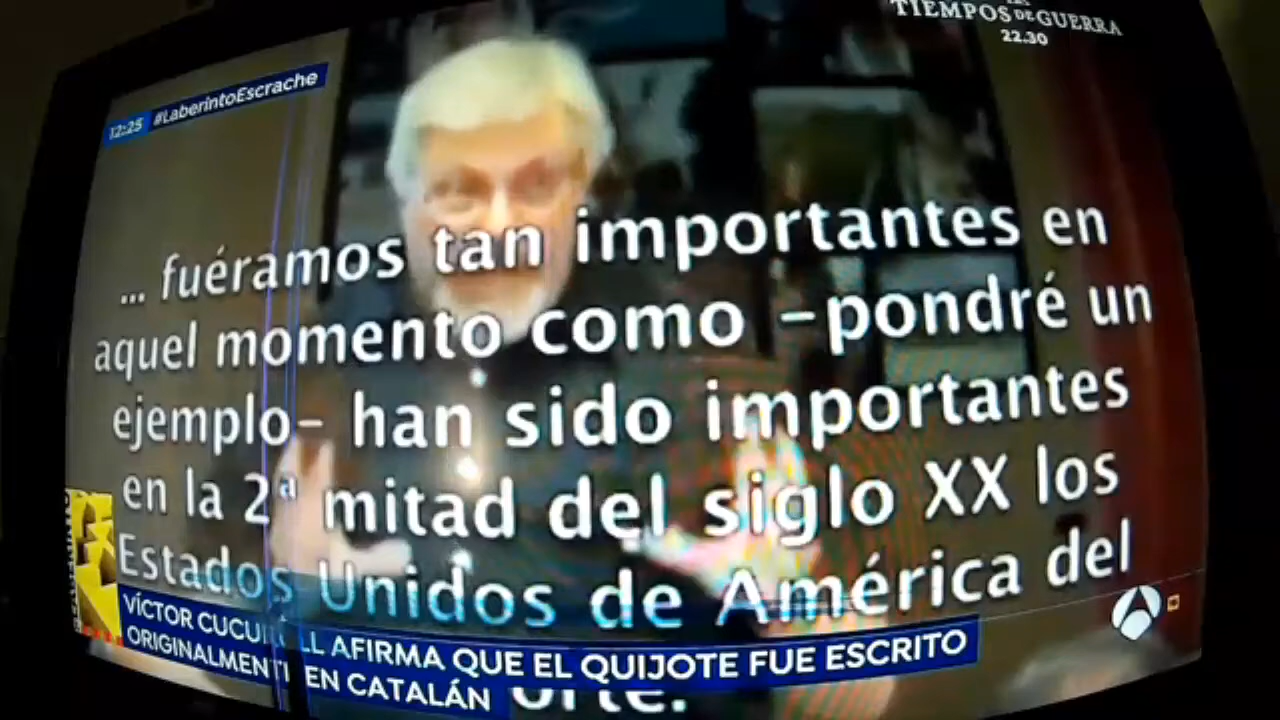 TIEMPOS DE GUERRA
22.30
12:25 #LaberintoEscrache
... fuéramos tan importantes en
aquel momento como –pondré un
ejemplo– han sido importantes
en la 2ª mitad del siglo XX los
Estados Unidos de América del
VÍCTOR AFIRMA QUE EL QUIJOTE FUE ESCRITO
EN CATALÁN